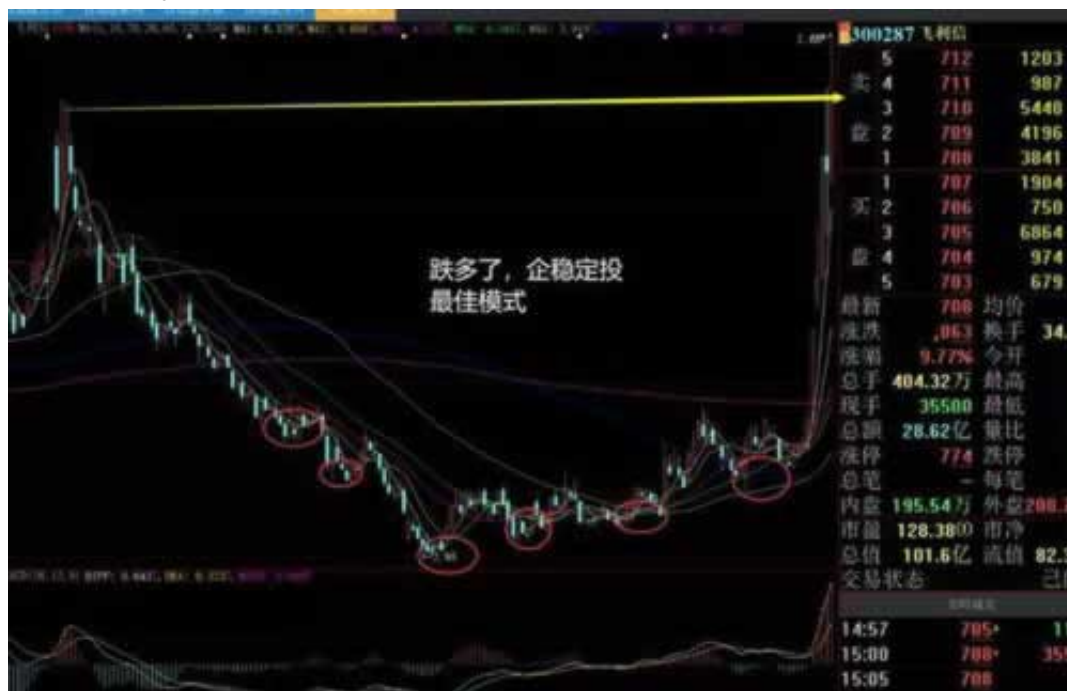 300287 飞利信
5 712 1203
卖 4 711 987
3 710 5448
盘 2 709 4196
1 708 3841
1 707 1904
买 2 706 750
3 705 6864
盘 4 704 974
5 703 679
跌多了，企稳定投
最佳模式
最新 708 均价
涨跌 .063 换手 34.
涨幅 9.77% 今开
总手 404.32万 最高
现手 35500 最低
总额 28.62亿 量比
涨停 774 跌停
总笔 — 每笔
内盘 195.54万 外盘 208.
市盈 128.38 市净
总值 101.6亿 流值 82.
交易状态
14:57 705
15:00 708
15:05 708